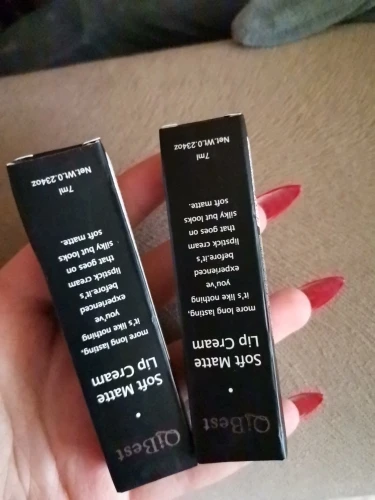 QiBest
Soft Matte
Lip Cream
more long lasting,
it's like nothing
you've
experienced
before.it's
lipstick cream
that goes on
silky but looks
soft matte.
7ml
Net.Wt.0.234oz
QiBest
Soft Matte
Lip Cream
more long lasting,
it's like nothing
you've
experienced
before.it's
lipstick cream
that goes on
silky but looks
soft matte.
7ml
Net.Wt.0.234oz